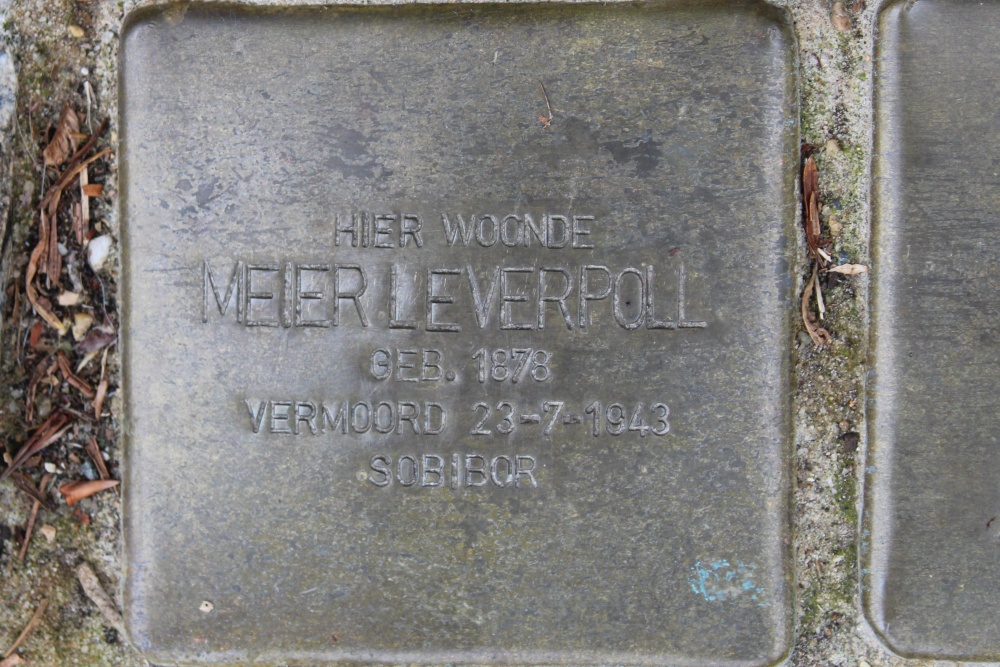 HIER WOONDE
MEIER LEVERPOLL
GEB. 1878
VERMOORD 23-7-1943
SOBIBOR